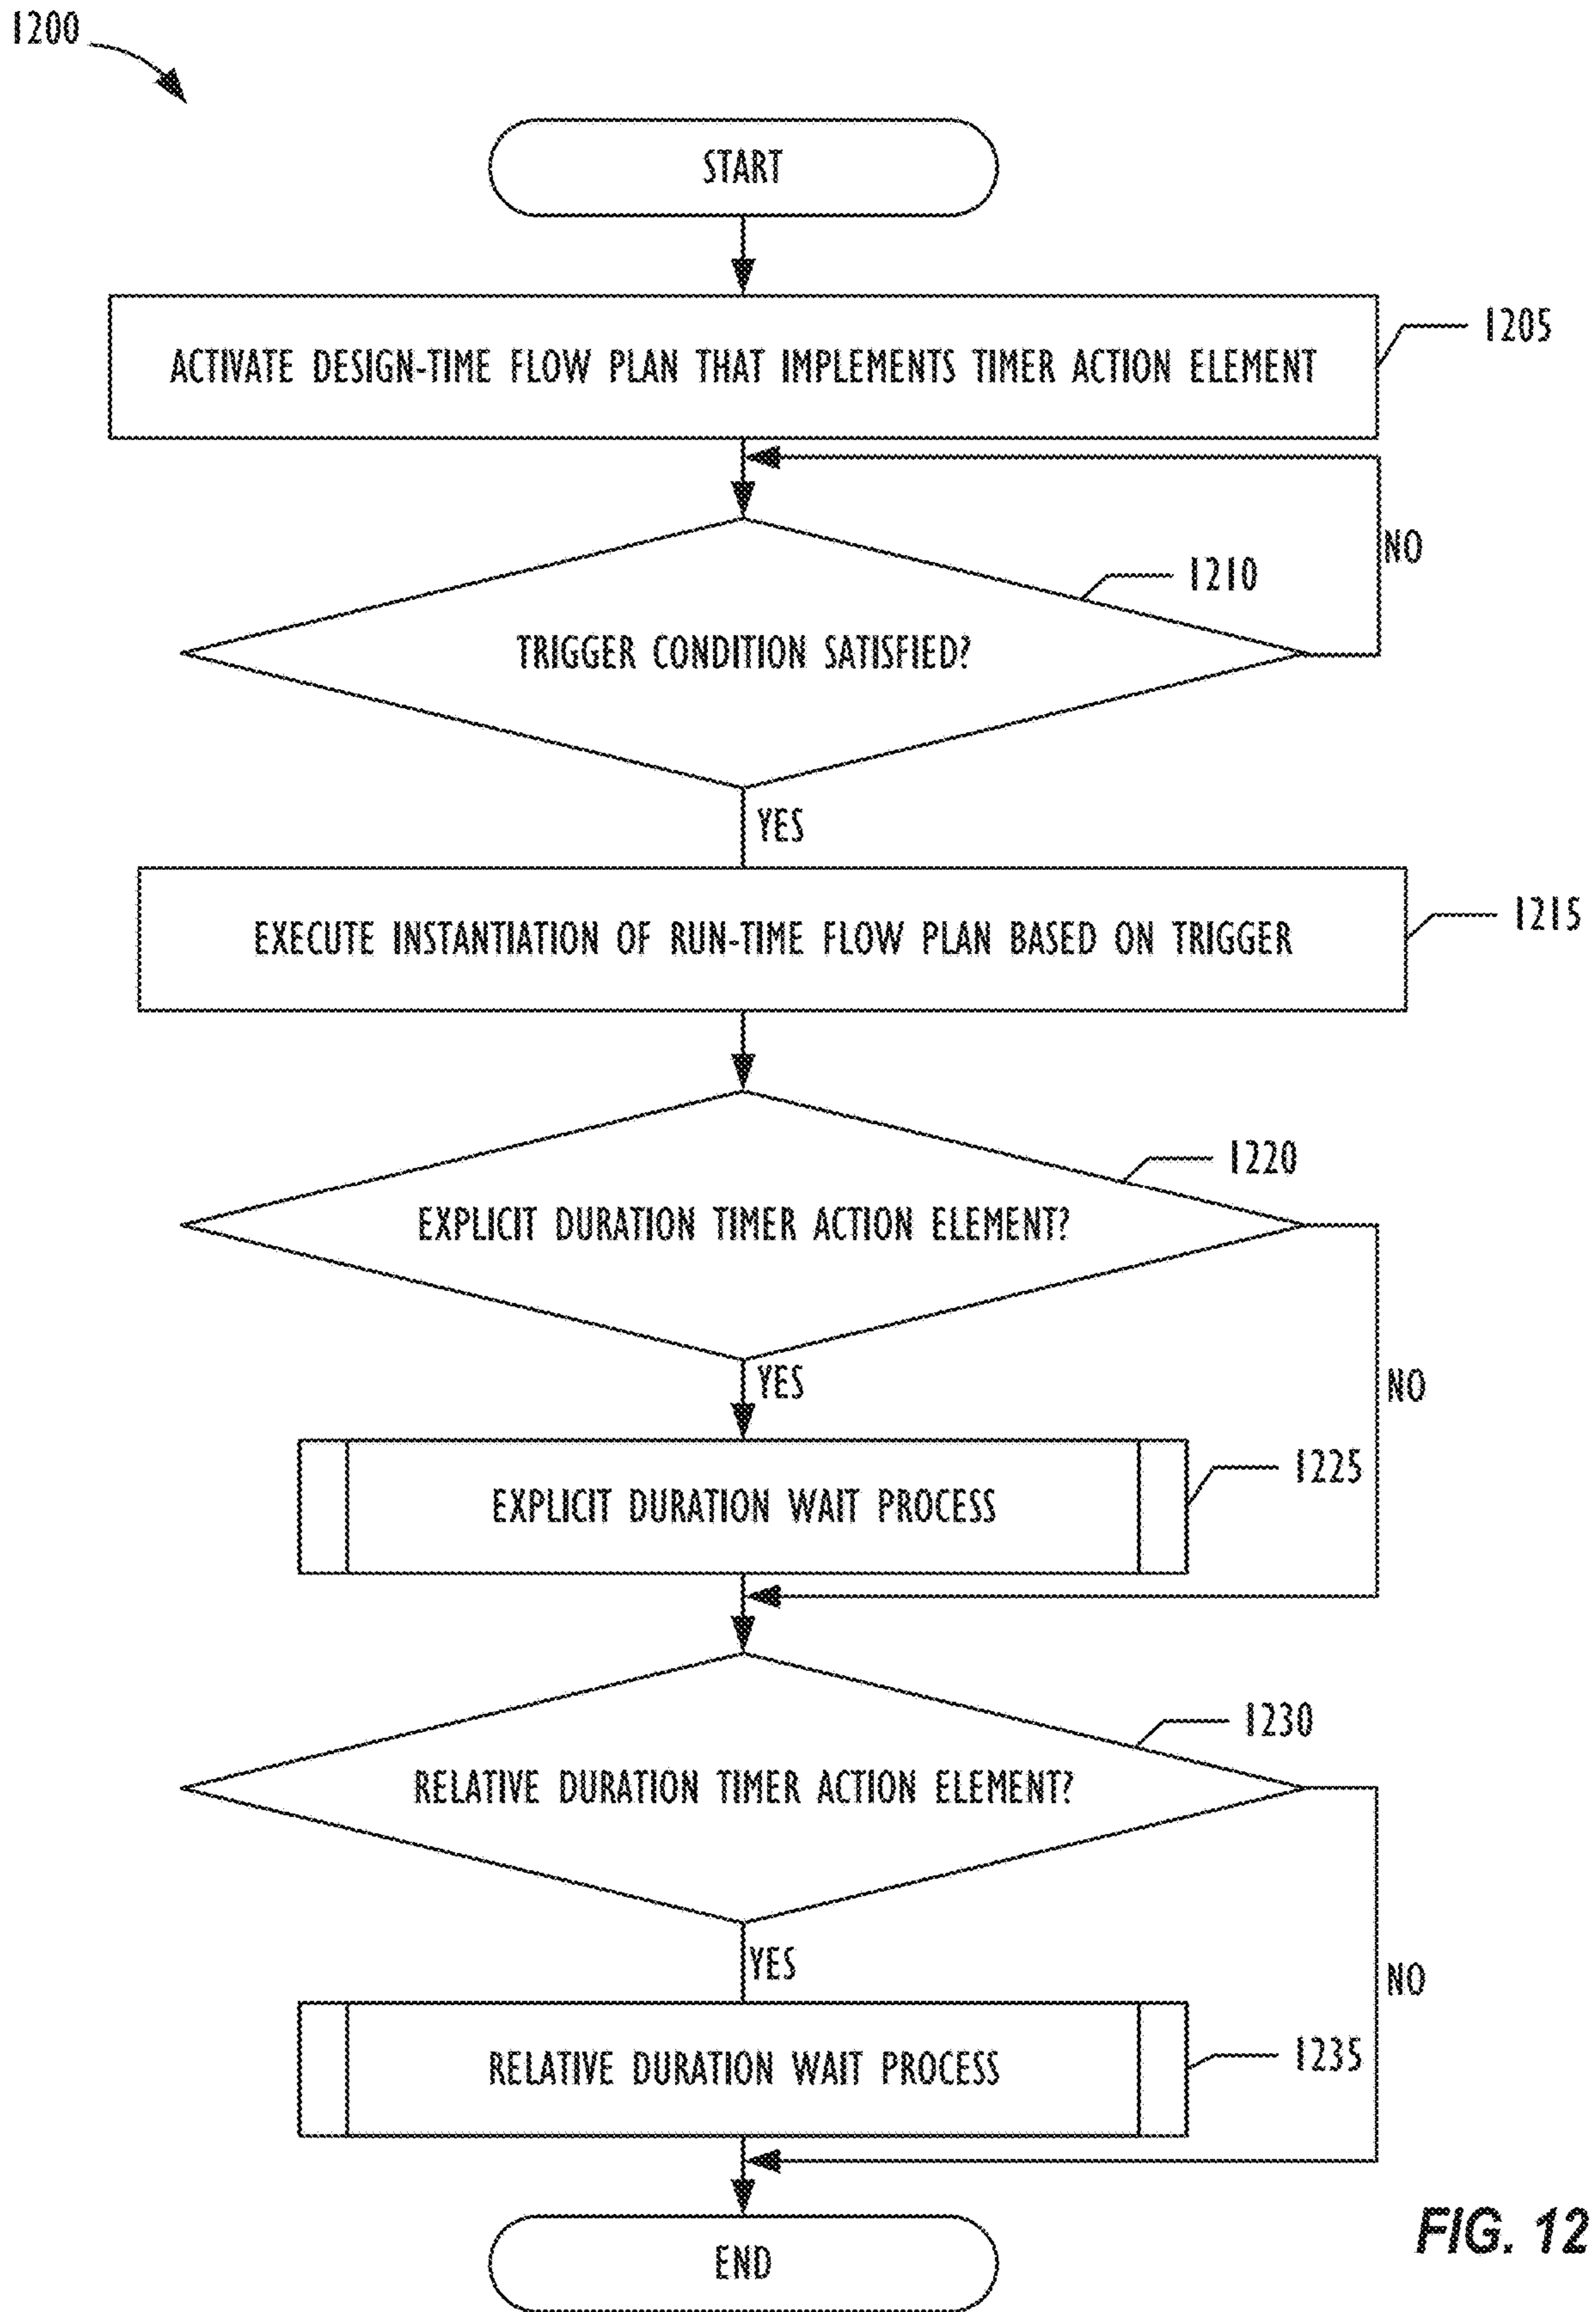 1200
START
ACTIVATE DESIGN-TIME FLOW PLAN THAT IMPLEMENTS TIMER ACTION ELEMENT
1205
NO
1210
TRIGGER CONDITION SATISFIED?
YES
EXECUTE INSTANTIATION OF RUN-TIME FLOW PLAN BASED ON TRIGGER
1215
1220
EXPLICIT DURATION TIMER ACTION ELEMENT?
YES
NO
1225
EXPLICIT DURATION WAIT PROCESS
1230
RELATIVE DURATION TIMER ACTION ELEMENT?
YES
NO
1235
RELATIVE DURATION WAIT PROCESS
END
FIG. 12